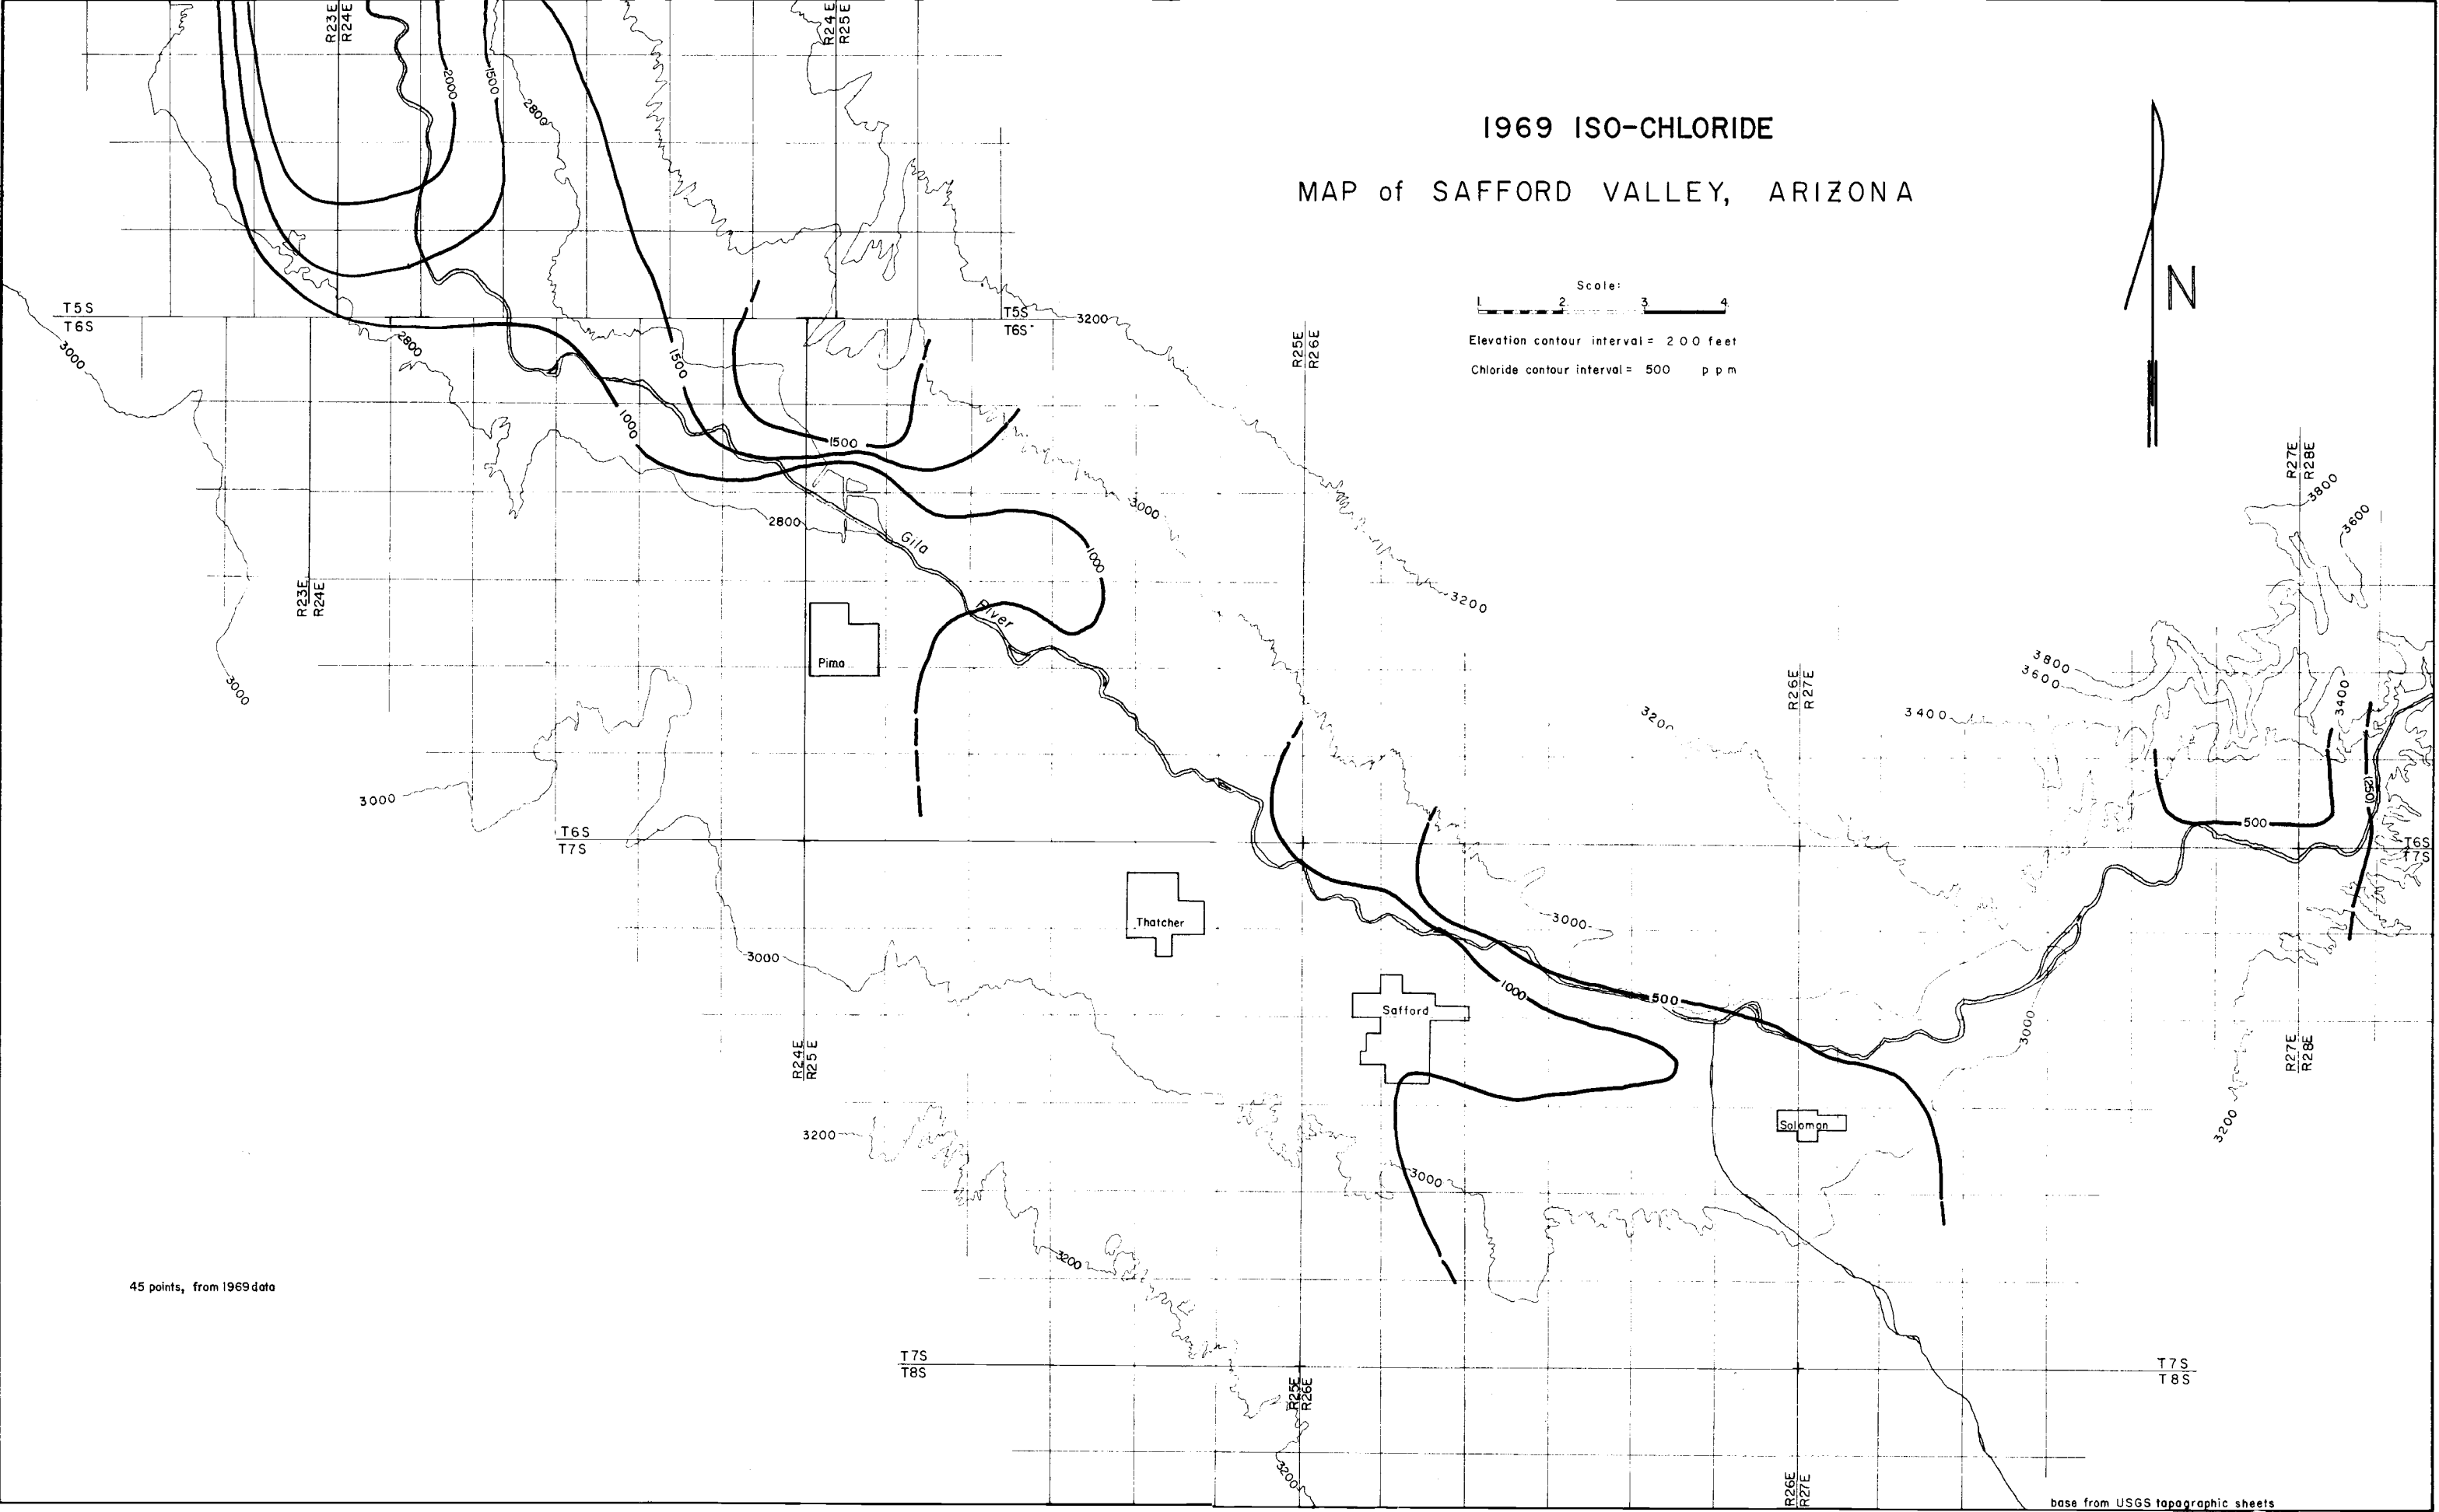 1969 ISO-CHLORIDE
MAP of SAFFORD VALLEY, ARIZONA
N
Scale:
1 2 3 4
Elevation contour interval = 200 feet
Chloride contour interval = 500 ppm
R23E
R24E
R24E
R25E
2000
1500
2800
T5S
T6S
T5S
T6S
3200
3000
2800
1500
R25E
R26E
1000
1500
R27E
R28E
3800
3600
3000
2800
Gila
1000
R23E
R24E
3200
River
Pima
3000
3800
3600
R26E
R27E
3400
3200
3400
3000
(250)
500
T6S
T7S
T6S
T7S
Thatcher
3000
3000
1000
500
Safford
3000
R24E
R25E
R27E
R28E
Solomon
3200
3200
3000
3200
45 points, from 1969 data
T7S
T8S
T7S
T8S
R25E
R26E
3200
R26E
R27E
base from USGS topographic sheets